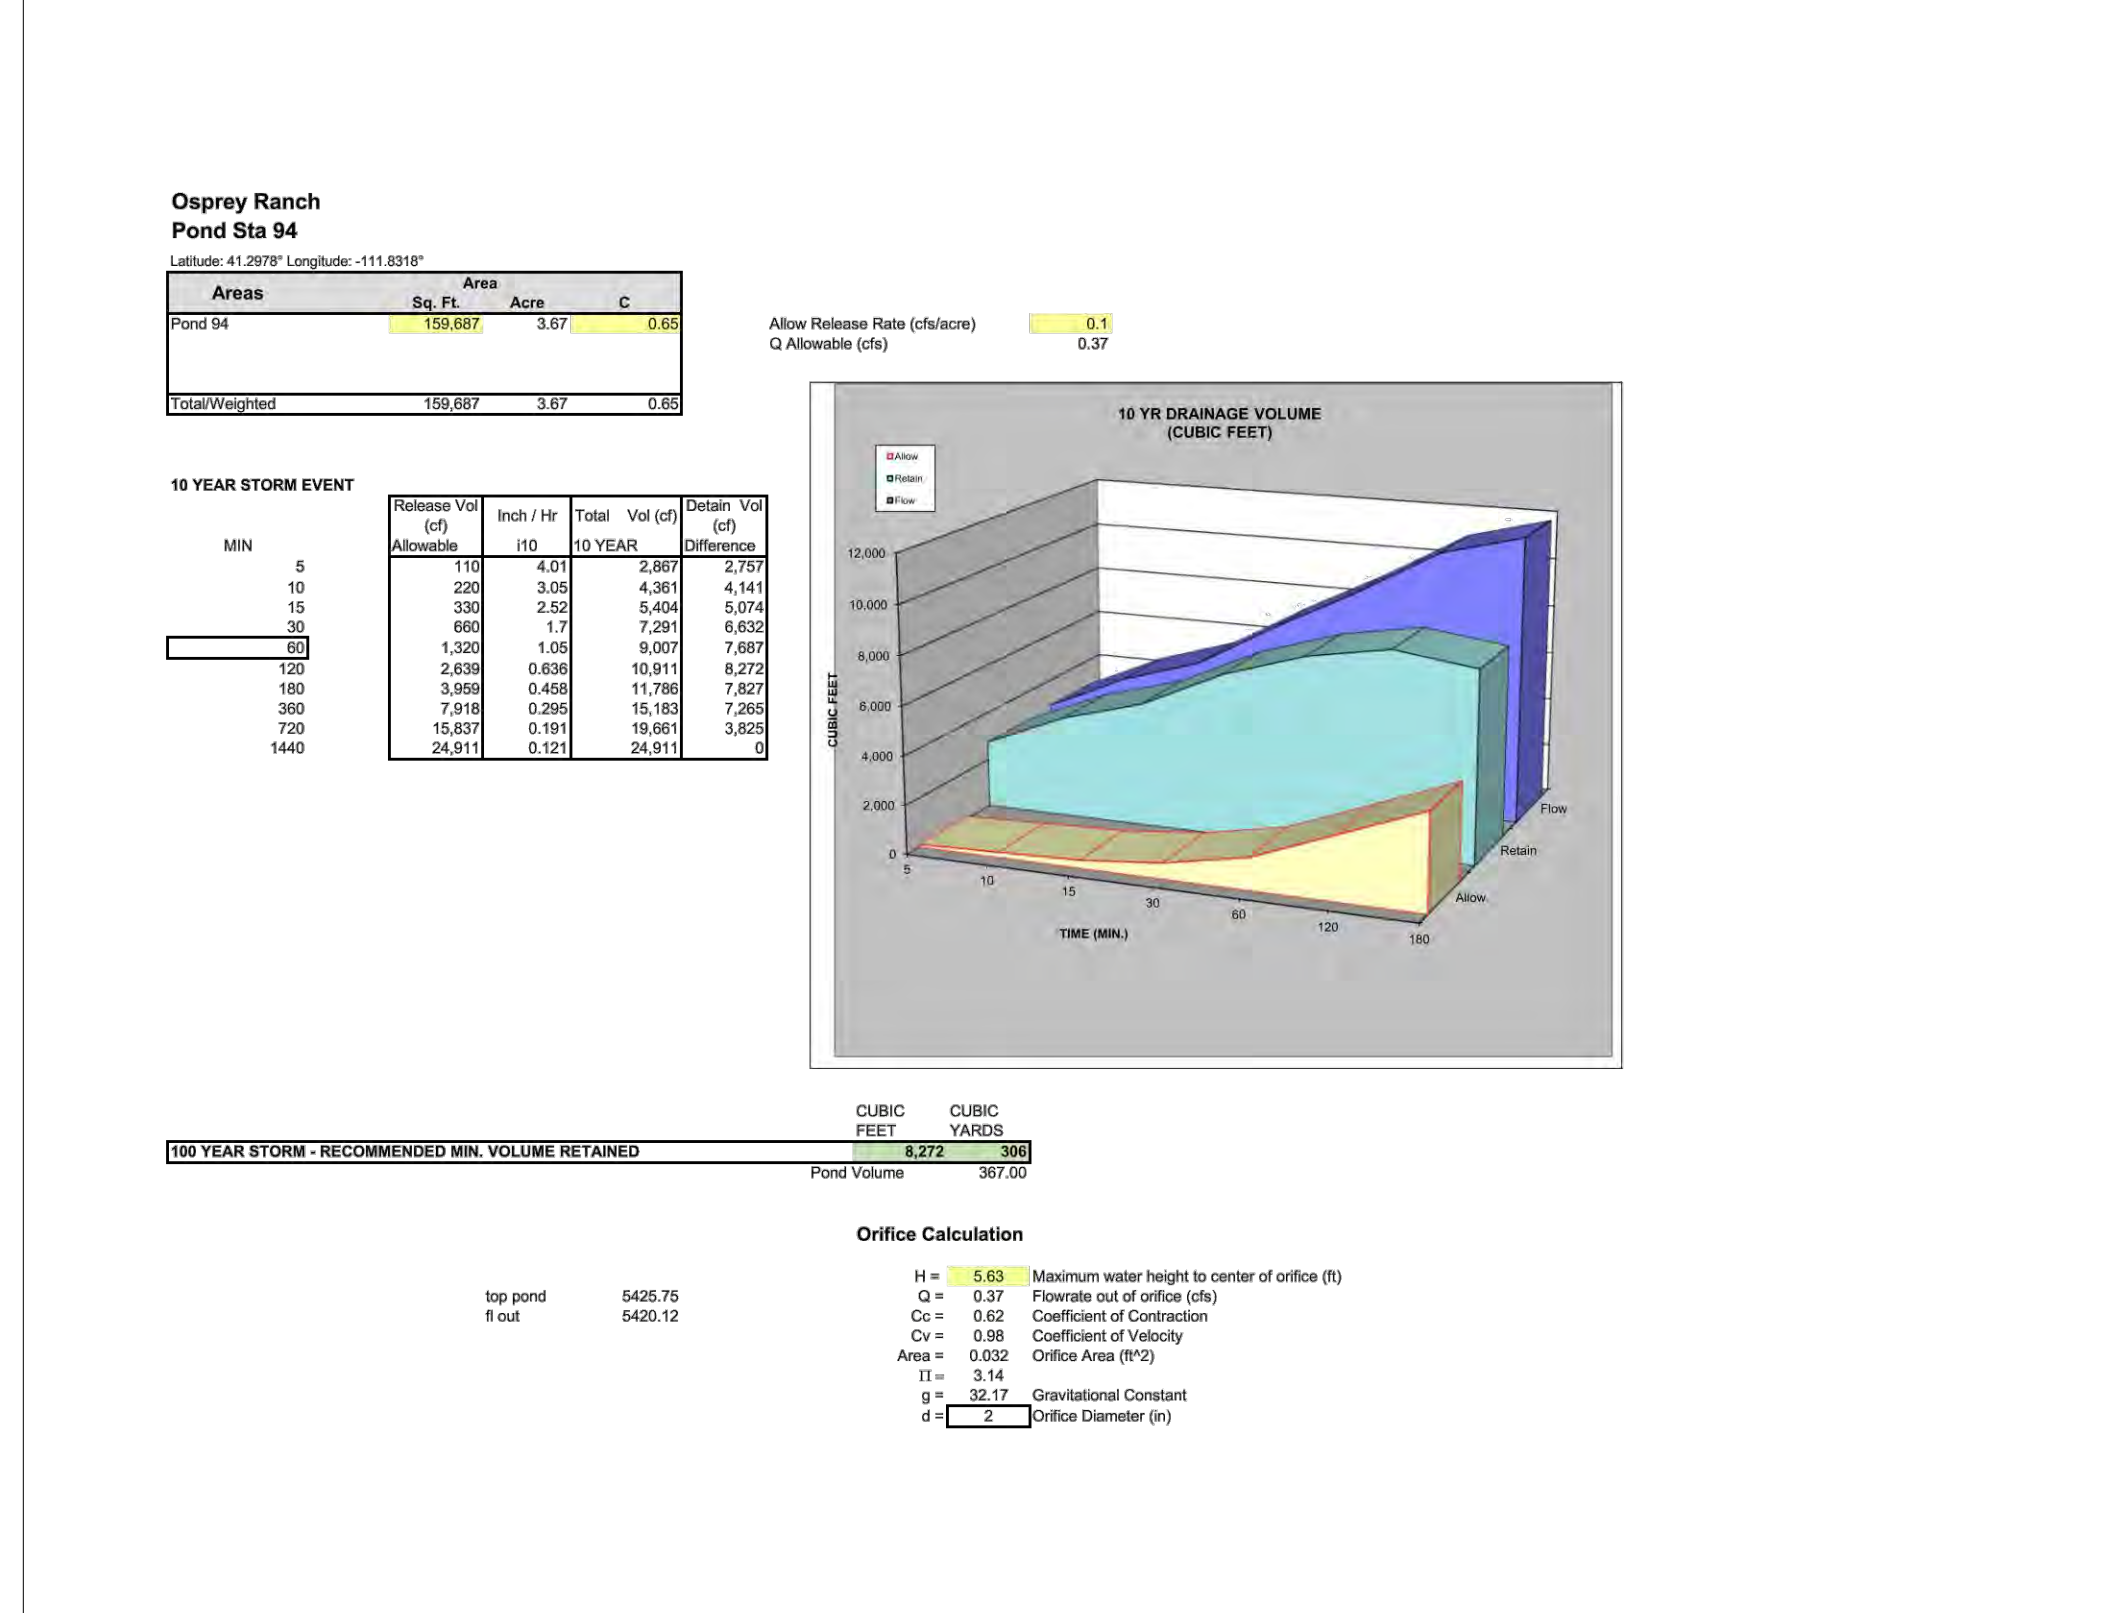 Osprey Ranch
Pond Sta 94
Latitude: 41.2978° Longitude: -111.8318°
Areas Area
Sq. Ft. Acre C
Pond 94 159,687 3.67 0.65
Total/Weighted 159,687 3.67 0.65
Allow Release Rate (cfs/acre) 0.1
Q Allowable (cfs) 0.37
10 YEAR STORM EVENT
Release Vol Inch / Hr Total Vol (cf) Detain Vol
(cf) (cf)
MIN Allowable i10 10 YEAR Difference
5 110 4.01 2,867 2,757
10 220 3.05 4,361 4,141
15 330 2.52 5,404 5,074
30 660 1.7 7,291 6,632
60 1,320 1.05 9,007 7,687
120 2,639 0.636 10,911 8,272
180 3,959 0.458 11,786 7,827
360 7,918 0.295 15,183 7,265
720 15,837 0.191 19,661 3,825
1440 24,911 0.121 24,911 0
10 YR DRAINAGE VOLUME
(CUBIC FEET)
Allow
Retain
Flow
12,000
10,000
8,000
6,000
4,000
2,000
0
CUBIC FEET
5
10
15
30
60
120
180
TIME (MIN.)
Flow
Retain
Allow
CUBIC CUBIC
FEET YARDS
100 YEAR STORM - RECOMMENDED MIN. VOLUME RETAINED 8,272 306
Pond Volume 367.00
Orifice Calculation
H = 5.63 Maximum water height to center of orifice (ft)
top pond 5425.75
Q = 0.37 Flowrate out of orifice (cfs)
fl out 5420.12
Cc = 0.62 Coefficient of Contraction
Cv = 0.98 Coefficient of Velocity
Area = 0.032 Orifice Area (ft^2)
Π = 3.14
g = 32.17 Gravitational Constant
d = 2 Orifice Diameter (in)